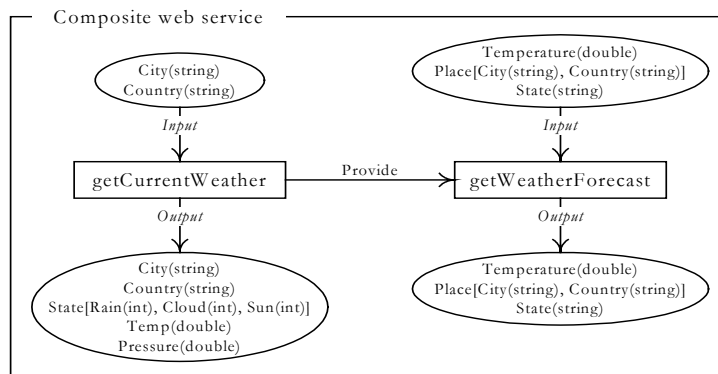 Composite web service
City(string)
Country(string)
Input
getCurrentWeather
Output
City(string)
Country(string)
State[Rain(int), Cloud(int), Sun(int)]
Temp(double)
Pressure(double)
Provide
Temperature(double)
Place[City(string), Country(string)]
State(string)
Input
getWeatherForecast
Output
Temperature(double)
Place[City(string), Country(string)]
State(string)